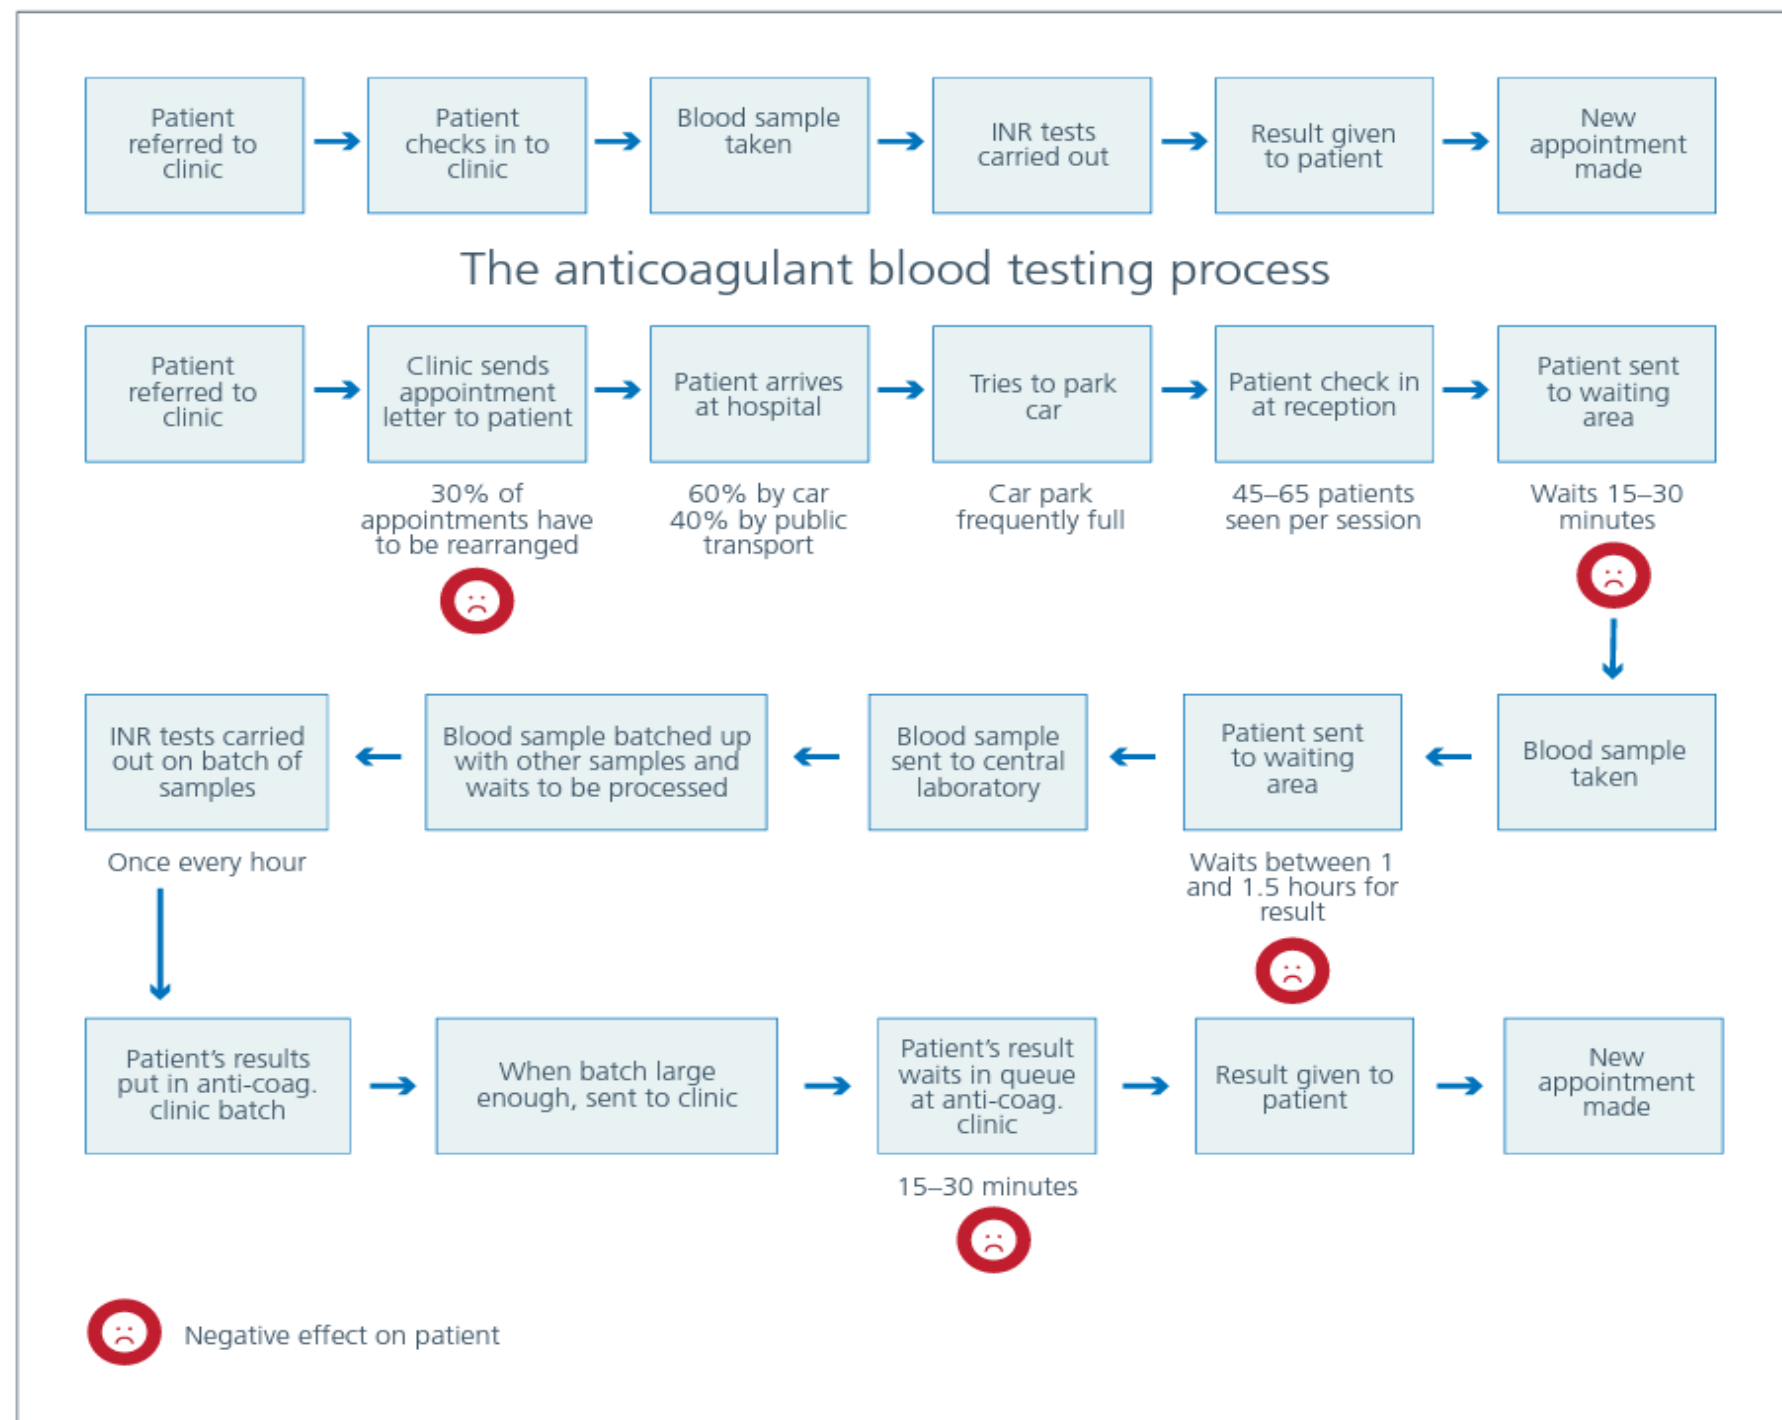 Patient
referred to
clinic
Patient
checks in to
clinic
Blood sample
taken
INR tests
carried out
Result given
to patient
New
appointment
made
The anticoagulant blood testing process
Patient
referred to
clinic
Clinic sends
appointment
letter to patient
Patient arrives
at hospital
Tries to park
car
Patient check in
at reception
Patient sent
to waiting
area
30% of
appointments have
to be rearranged
60% by car
40% by public
transport
Car park
frequently full
45–65 patients
seen per session
Waits 15–30
minutes
Blood sample
taken
Patient sent
to waiting
area
Waits between 1
and 1.5 hours for
result
Blood sample
sent to central
laboratory
Blood sample batched up
with other samples and
waits to be processed
INR tests carried
out on batch of
samples
Once every hour
Patient’s results
put in anti-coag.
clinic batch
When batch large
enough, sent to clinic
Patient’s result
waits in queue
at anti-coag.
clinic
15–30 minutes
Result given to
patient
New
appointment
made
Negative effect on patient